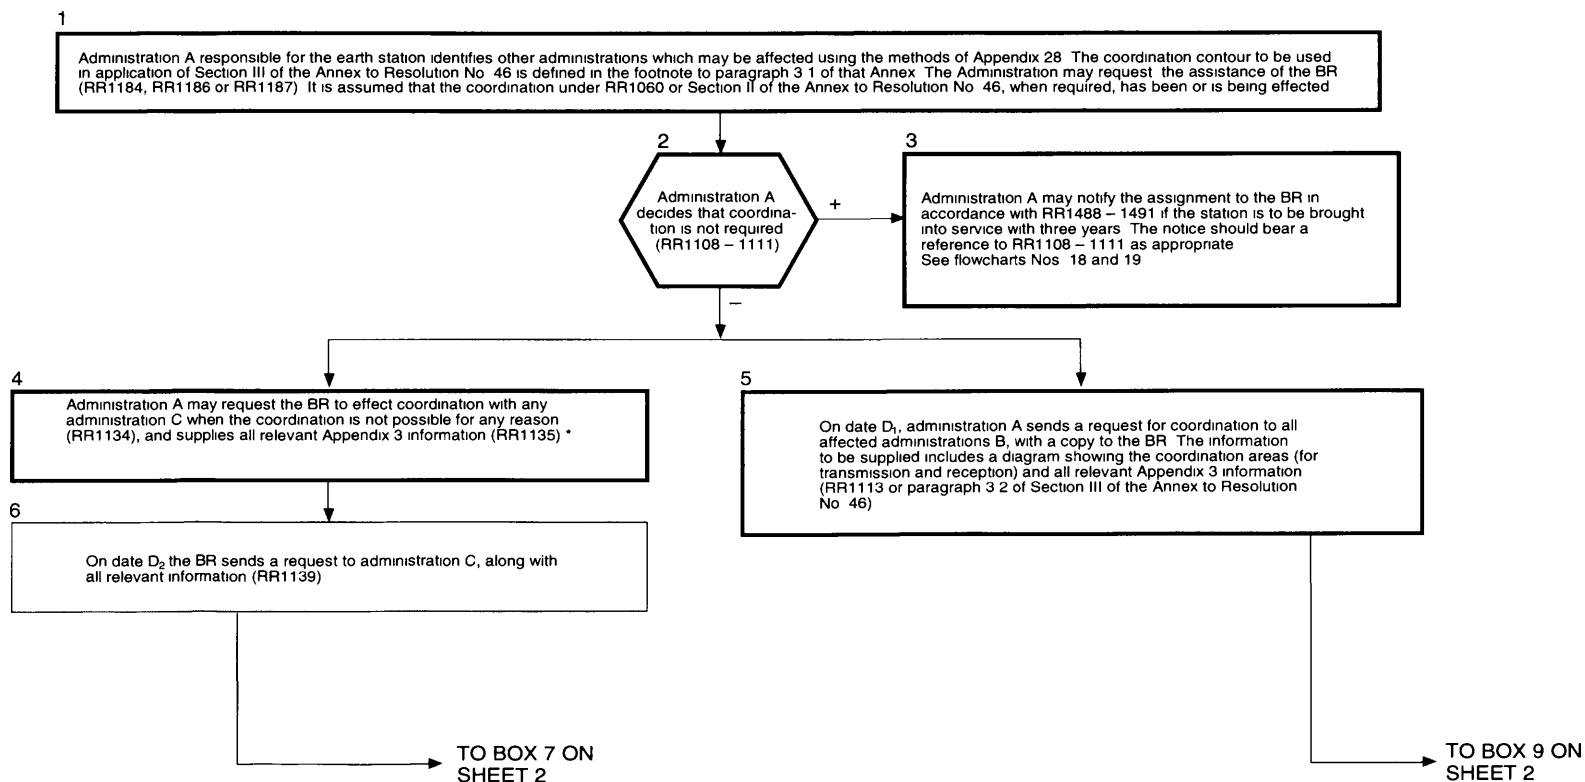 1
Administration A responsible for the earth station identifies other administrations which may be affected using the methods of Appendix 28 The coordination contour to be used
in application of Section III of the Annex to Resolution No 46 is defined in the footnote to paragraph 3 1 of that Annex The Administration may request the assistance of the BR
(RR1184, RR1186 or RR1187) It is assumed that the coordination under RR1060 or Section II of the Annex to Resolution No 46, when required, has been or is being effected
2
Administration A
decides that coordina-
tion is not required
(RR1108 – 1111)
+
–
3
Administration A may notify the assignment to the BR in
accordance with RR1488 – 1491 if the station is to be brought
into service with three years The notice should bear a
reference to RR1108 – 1111 as appropriate
See flowcharts Nos 18 and 19
4
Administration A may request the BR to effect coordination with any
administration C when the coordination is not possible for any reason
(RR1134), and supplies all relevant Appendix 3 information (RR1135) *
5
On date D₁, administration A sends a request for coordination to all
affected administrations B, with a copy to the BR The information
to be supplied includes a diagram showing the coordination areas (for
transmission and reception) and all relevant Appendix 3 information
(RR1113 or paragraph 3 2 of Section III of the Annex to Resolution
No 46)
6
On date D₂ the BR sends a request to administration C, along with
all relevant information (RR1139)
TO BOX 7 ON
SHEET 2
TO BOX 9 ON
SHEET 2